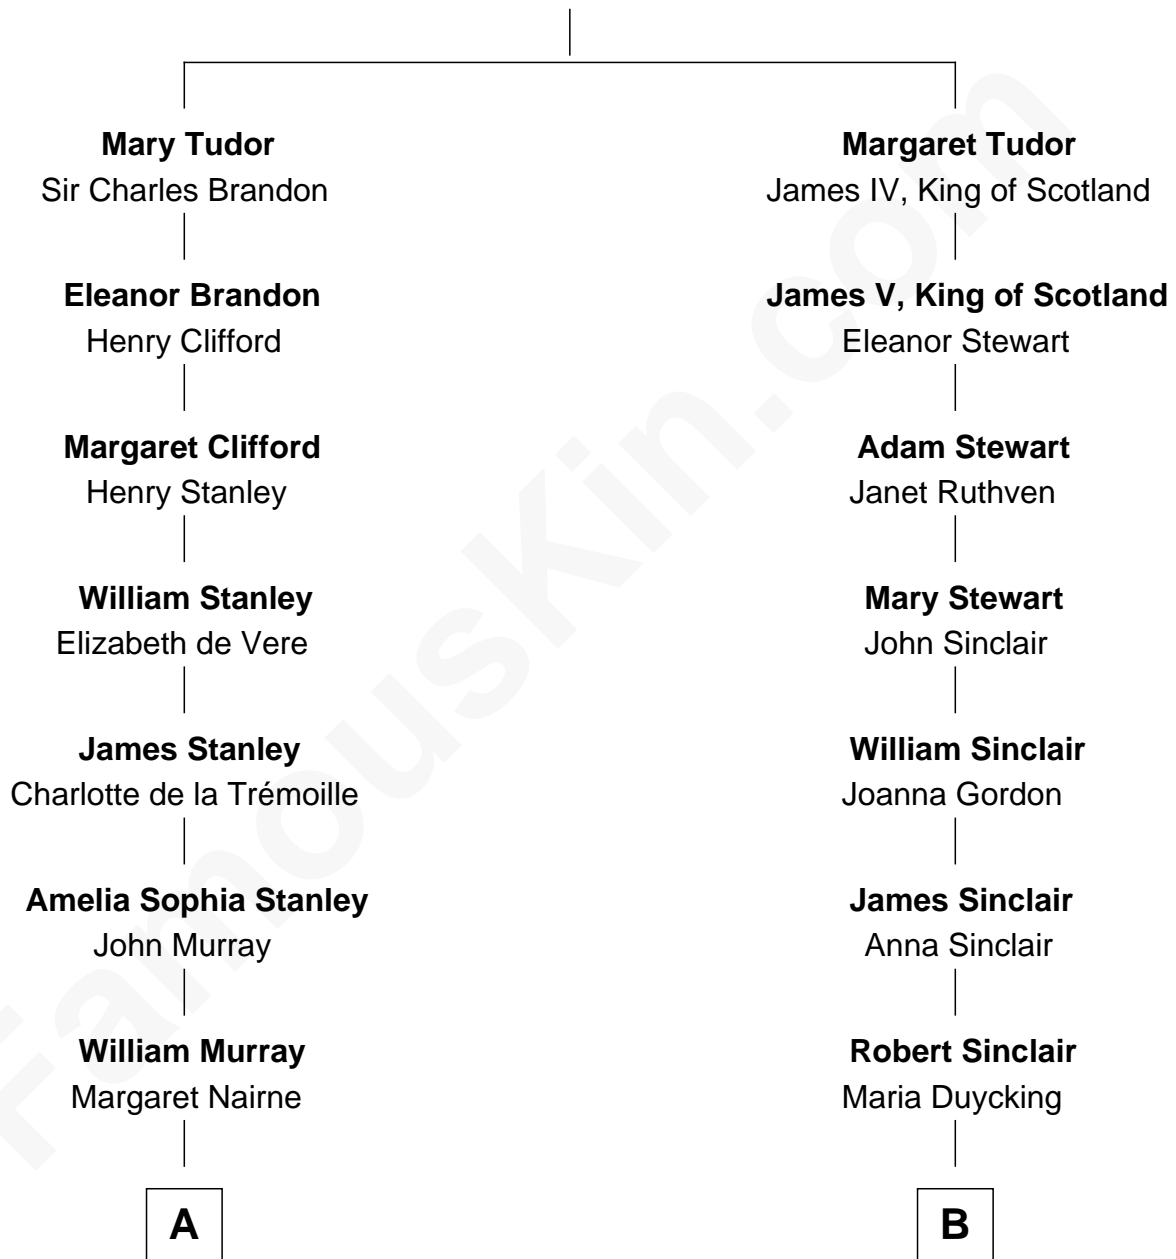 Mary Tudor
Sir Charles Brandon
Eleanor Brandon
Henry Clifford
Margaret Clifford
Henry Stanley
William Stanley
Elizabeth de Vere
James Stanley
Charlotte de la Trémoille
Amelia Sophia Stanley
John Murray
William Murray
Margaret Nairne
A
Margaret Tudor
James IV, King of Scotland
James V, King of Scotland
Eleanor Stewart
Adam Stewart
Janet Ruthven
Mary Stewart
John Sinclair
William Sinclair
Joanna Gordon
James Sinclair
Anna Sinclair
Robert Sinclair
Maria Duycking
B
FamousKin.com